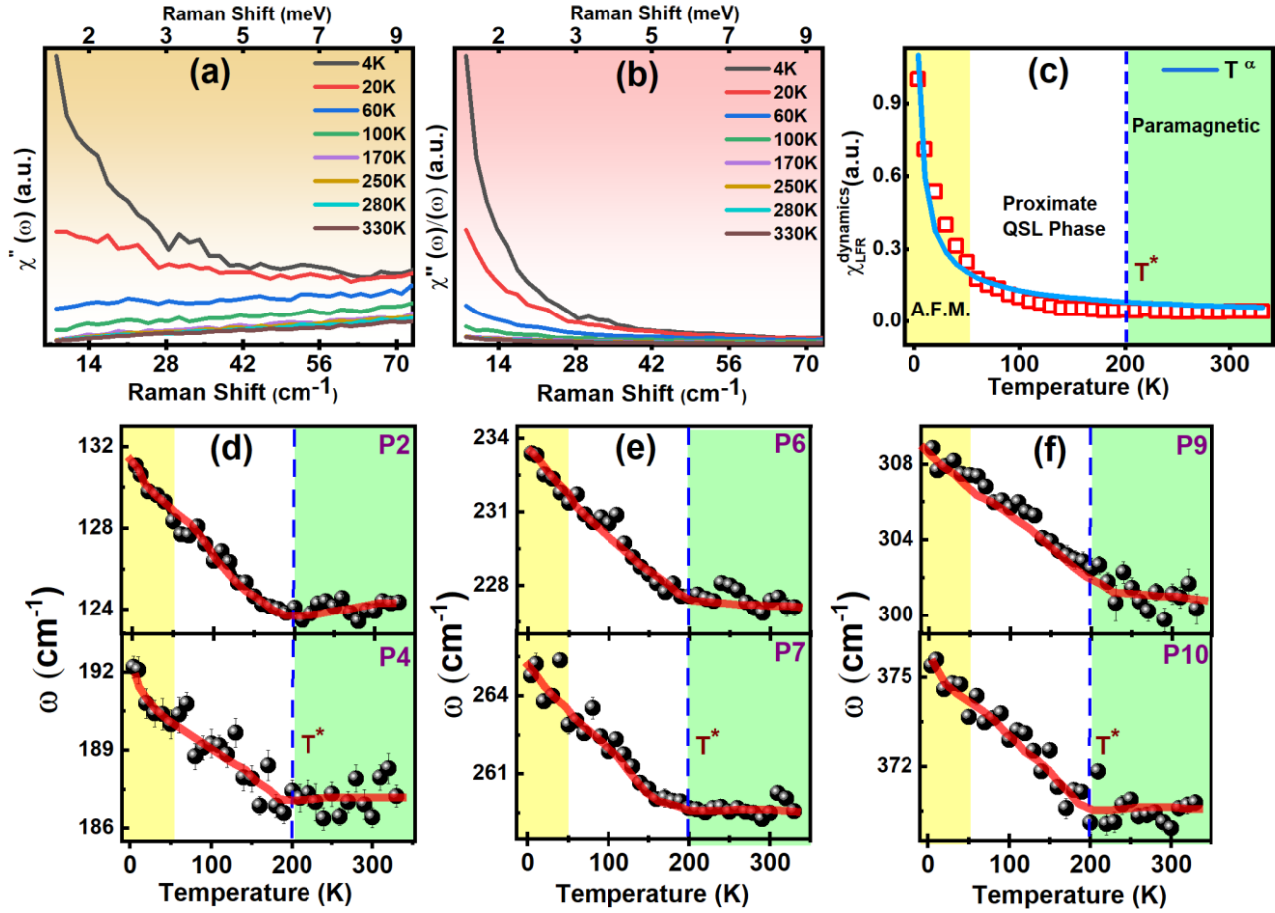 Raman Shift (meV)
2 3 5 7 9
(a)
4K
20K
60K
100K
170K
250K
280K
330K
χ" (ω) (a.u.)
14 28 42 56 70
Raman Shift (cm⁻¹)
Raman Shift (meV)
2 3 5 7 9
(b)
4K
20K
60K
100K
170K
250K
280K
330K
χ" (ω)/(ω) (a.u.)
14 28 42 56 70
Raman Shift (cm⁻¹)
(c)
T α
Paramagnetic
Proximate
QSL Phase
T*
A.F.M.
χ dynamics LFR (a.u.)
0.9
0.6
0.3
0.0
0 100 200 300
Temperature (K)
(d)
P2
132
128
124
P4
T*
192
189
186
ω (cm⁻¹)
0 100 200 300
Temperature (K)
(e)
P6
234
231
228
P7
T*
264
261
ω (cm⁻¹)
0 100 200 300
Temperature (K)
(f)
P9
308
304
300
P10
T*
375
372
ω (cm⁻¹)
0 100 200 300
Temperature (K)